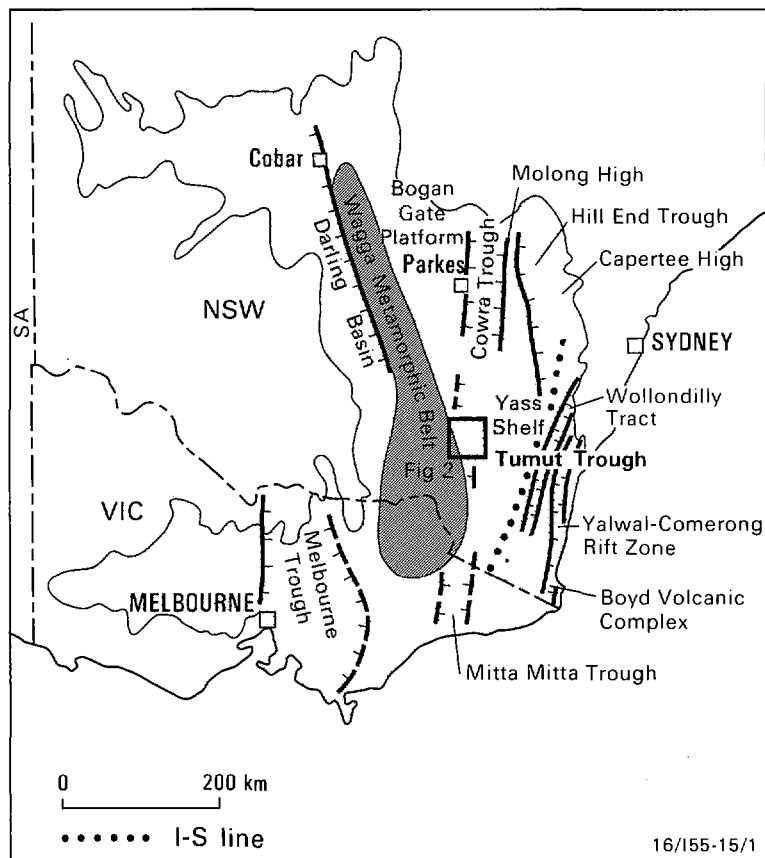 Cobar
Molong High
Bogan
Gate
Platform
Hill End Trough
Capertee High
Parkes
Cowra Trough
Wagga Metamorphic Belt
Darling
Basin
NSW
SA
SYDNEY
Yass
Shelf
Wollondilly
Tract
Fig. 2
Tumut Trough
VIC
Yalwal-Comerong
Rift Zone
Melbourne
Trough
MELBOURNE
Boyd Volcanic
Complex
Mitta Mitta Trough
0 200 km
I-S line
16/I55-15/1